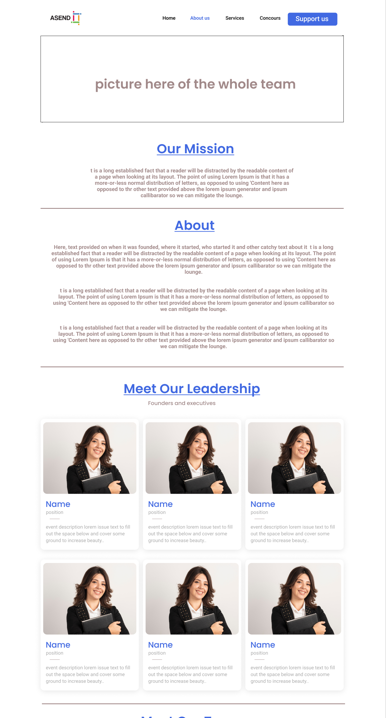 ASEND
Home About us Services Concours Support us
picture here of the whole team
Our Mission
t is a long established fact that a reader will be distracted by the readable content of
a page when looking at its layout. The point of using Lorem Ipsum is that it has a
more-or-less normal distribution of letters, as opposed to using 'Content here as
opposed to thr other text provided above the lorem ipsum generator and ipsum
callibarator so we can mitigate the lounge.
About
Here, text provided on when it was founded, where it started, who started it and other catchy text about it t is a long
established fact that a reader will be distracted by the readable content of a page when looking at its layout. The point
of using Lorem Ipsum is that it has a more-or-less normal distribution of letters, as opposed to using 'Content here as
opposed to thr other text provided above the lorem ipsum generator and ipsum callibarator so we can mitigate the
lounge.
t is a long established fact that a reader will be distracted by the readable content of a page when looking at its
layout. The point of using Lorem Ipsum is that it has a more-or-less normal distribution of letters, as opposed to
using 'Content here as opposed to thr other text provided above the lorem ipsum generator and ipsum callibarator so
we can mitigate the lounge.
t is a long established fact that a reader will be distracted by the readable content of a page when looking at its
layout. The point of using Lorem Ipsum is that it has a more-or-less normal distribution of letters, as opposed to
using 'Content here as opposed to thr other text provided above the lorem ipsum generator and ipsum callibarator so
we can mitigate the lounge.
Meet Our Leadership
Founders and executives
Name
position
event description lorem issue text to fill
out the space below and cover some
ground to increase beauty..
Name
position
event description lorem issue text to fill
out the space below and cover some
ground to increase beauty..
Name
position
event description lorem issue text to fill
out the space below and cover some
ground to increase beauty..
Name
position
event description lorem issue text to fill
out the space below and cover some
ground to increase beauty..
Name
position
event description lorem issue text to fill
out the space below and cover some
ground to increase beauty..
Name
position
event description lorem issue text to fill
out the space below and cover some
ground to increase beauty..